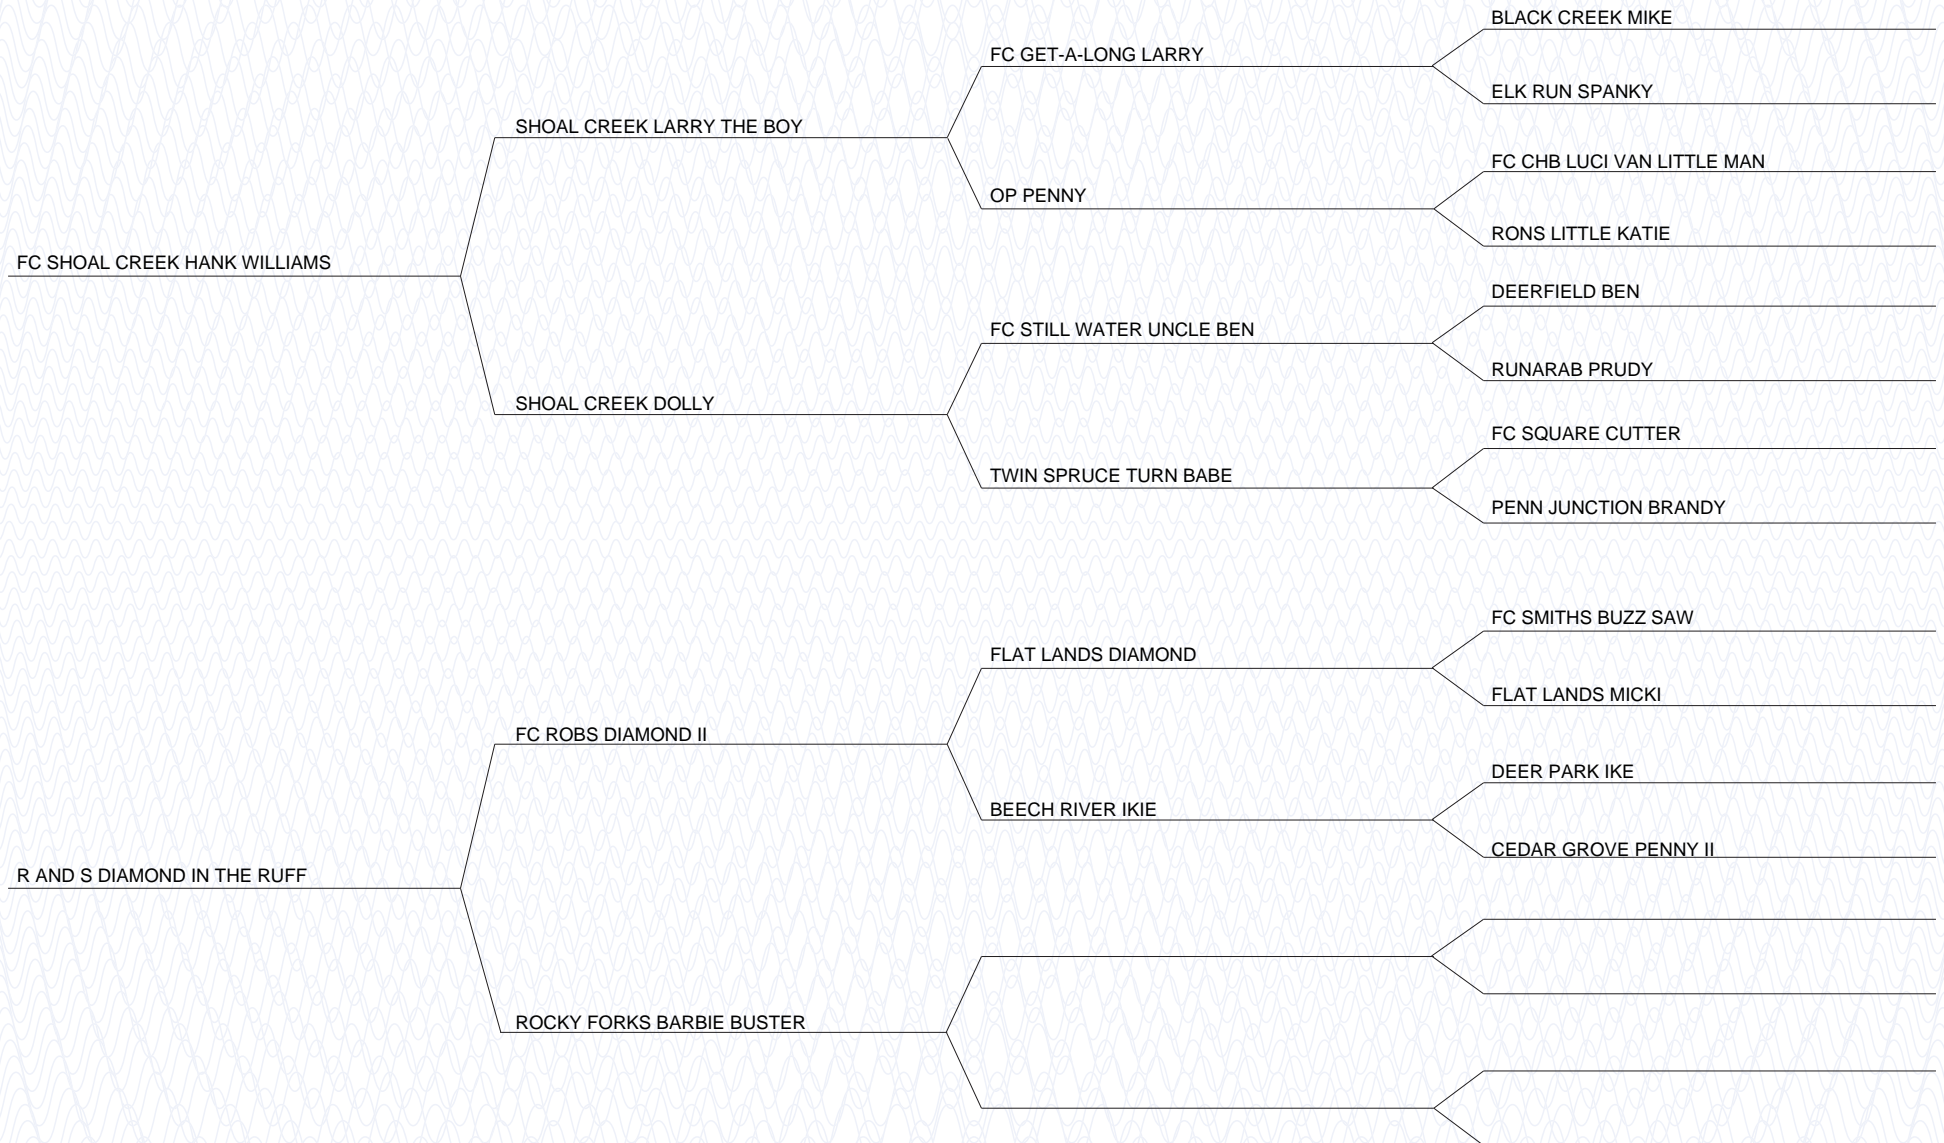 BLACK CREEK MIKE
FC GET-A-LONG LARRY
ELK RUN SPANKY
SHOAL CREEK LARRY THE BOY
FC CHB LUCI VAN LITTLE MAN
OP PENNY
RONS LITTLE KATIE
FC SHOAL CREEK HANK WILLIAMS
DEERFIELD BEN
FC STILL WATER UNCLE BEN
RUNARAB PRUDY
SHOAL CREEK DOLLY
FC SQUARE CUTTER
TWIN SPRUCE TURN BABE
PENN JUNCTION BRANDY
FC SMITHS BUZZ SAW
FLAT LANDS DIAMOND
FLAT LANDS MICKI
FC ROBS DIAMOND II
DEER PARK IKE
BEECH RIVER IKIE
CEDAR GROVE PENNY II
R AND S DIAMOND IN THE RUFF
ROCKY FORKS BARBIE BUSTER